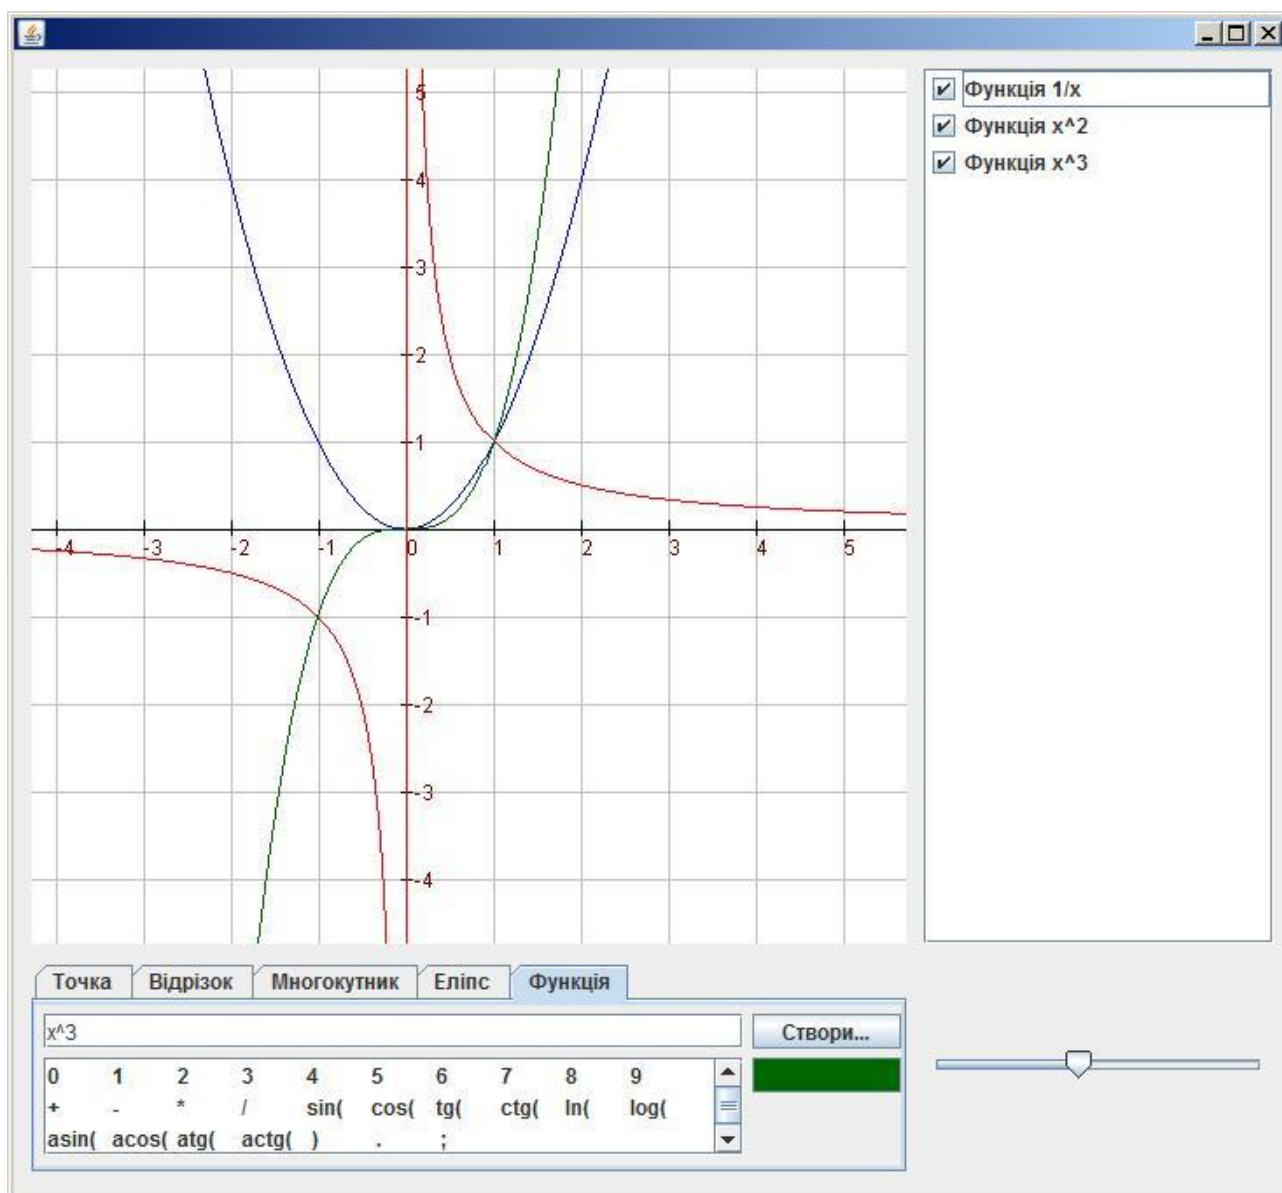 5
4
3
2
1
-4 -3 -2 -1 0 1 2 3 4 5
-1
-2
-3
-4
Функція 1/x
Функція x^2
Функція x^3
Точка Відрізок Многокутник Еліпс Функція
x^3 Створи...
0 1 2 3 4 5 6 7 8 9
+ - * / sin( cos( tg( ctg( ln( log(
asin( acos( atg( actg( ) . ;